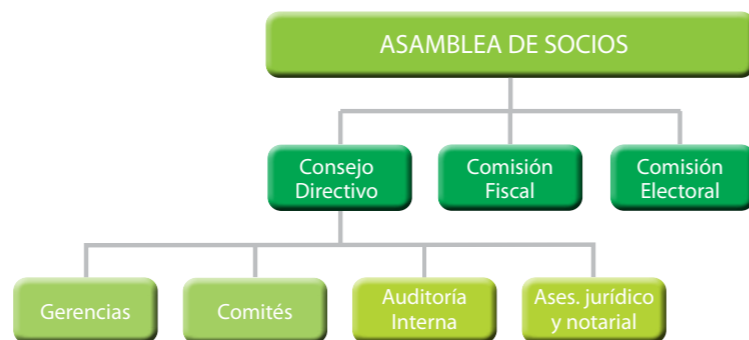 ASAMBLEA DE SOCIOS
Consejo
Directivo
Comisión
Fiscal
Comisión
Electoral
Gerencias
Comités
Auditoría
Interna
Ases. jurídico
y notarial